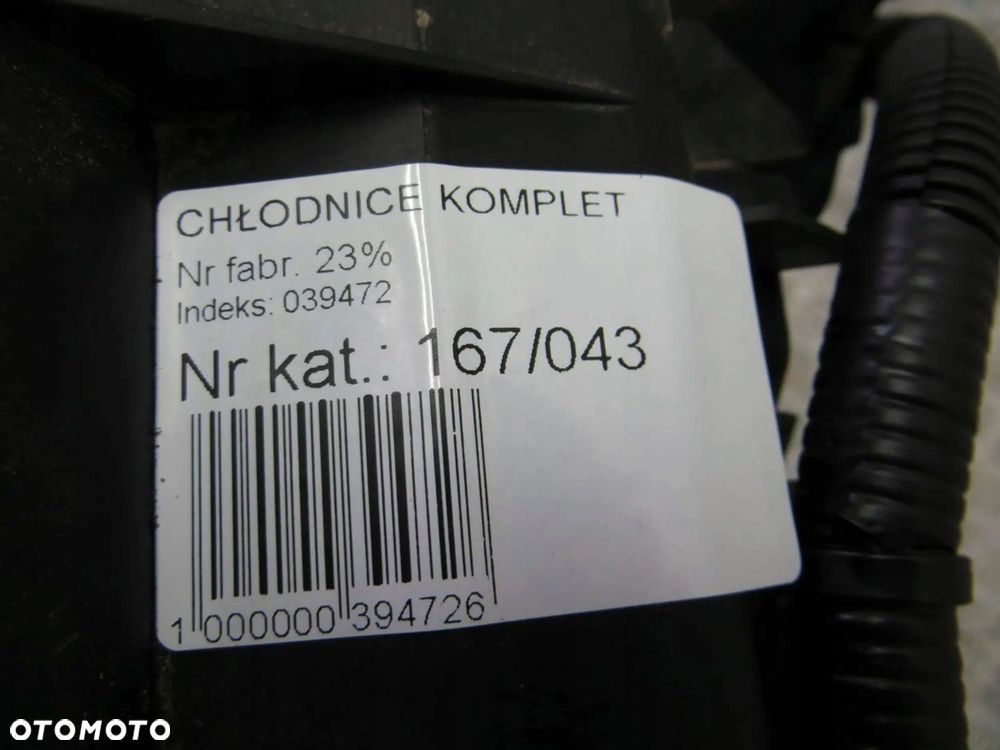 CHŁODNICE KOMPLET
Nr fabr. 23%
Indeks: 039472
Nr kat.: 167/043
1 000000 394726
OTOMOTO